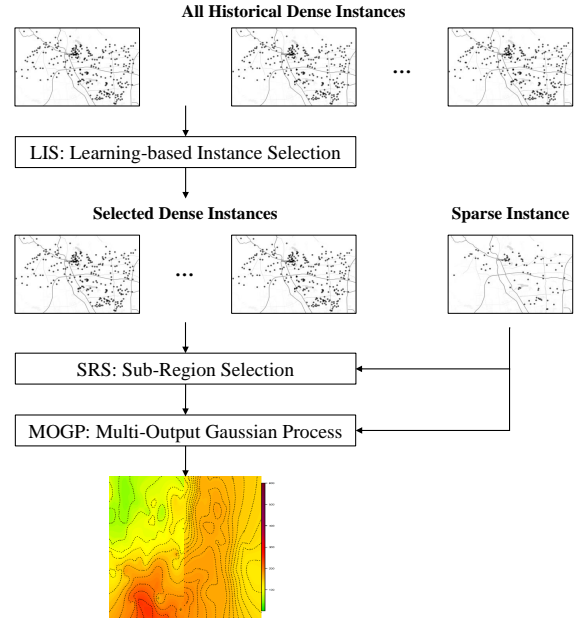 All Historical Dense Instances
...
LIS: Learning-based Instance Selection
Selected Dense Instances
Sparse Instance
...
SRS: Sub-Region Selection
MOGP: Multi-Output Gaussian Process